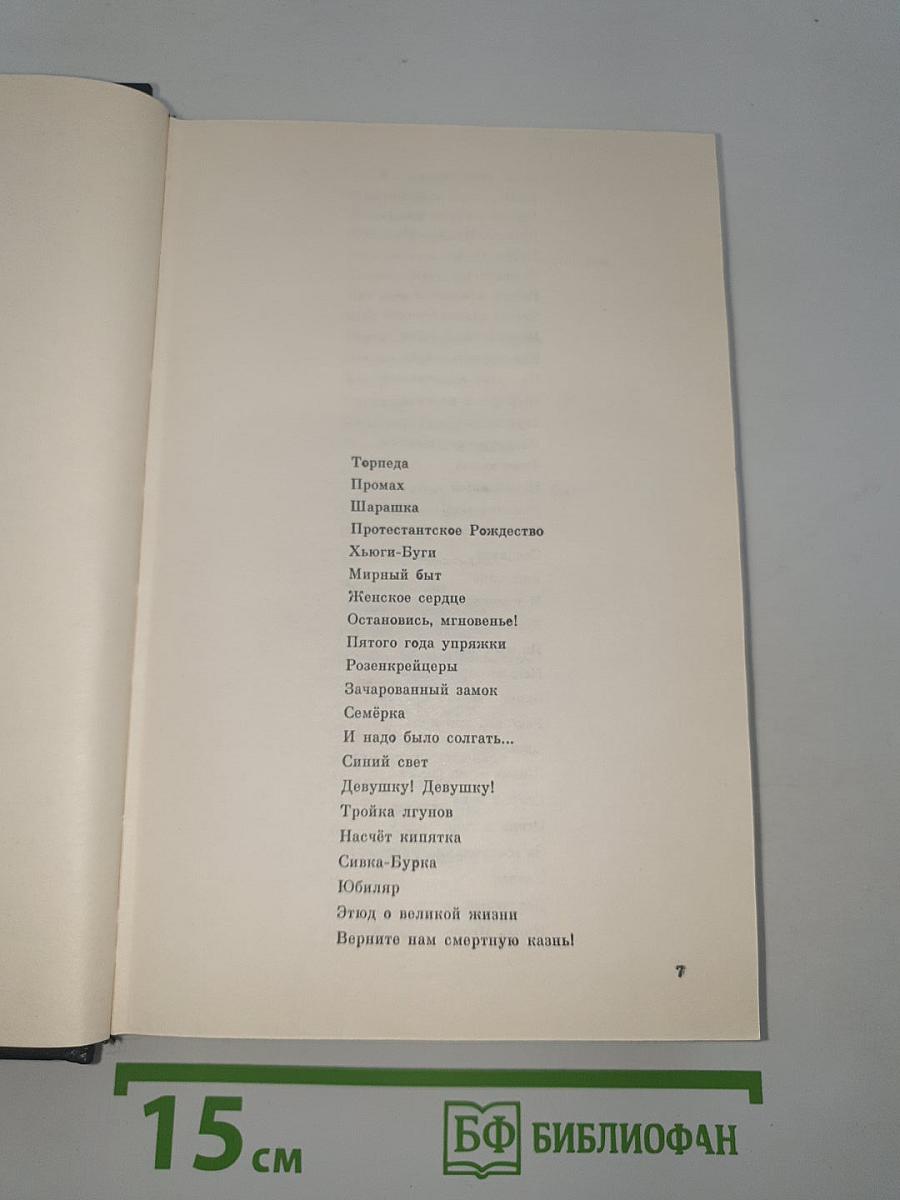 Торпеда
Промах
Шарашка
Протестантское Рождество
Хьюги-Буги
Мирный быт
Женское сердце
Остановись, мгновенье!
Пятого года упряжки
Розенкрейцеры
Зачарованный замок
Семёрка
И надо было солгать...
Синий свет
Девушку! Девушку!
Тройка лгунов
Насчёт кипятка
Сивка-Бурка
Юбиляр
Этюд о великой жизни
Верните нам смертную казнь!
7
15 см
БФ БИБЛИОФАН